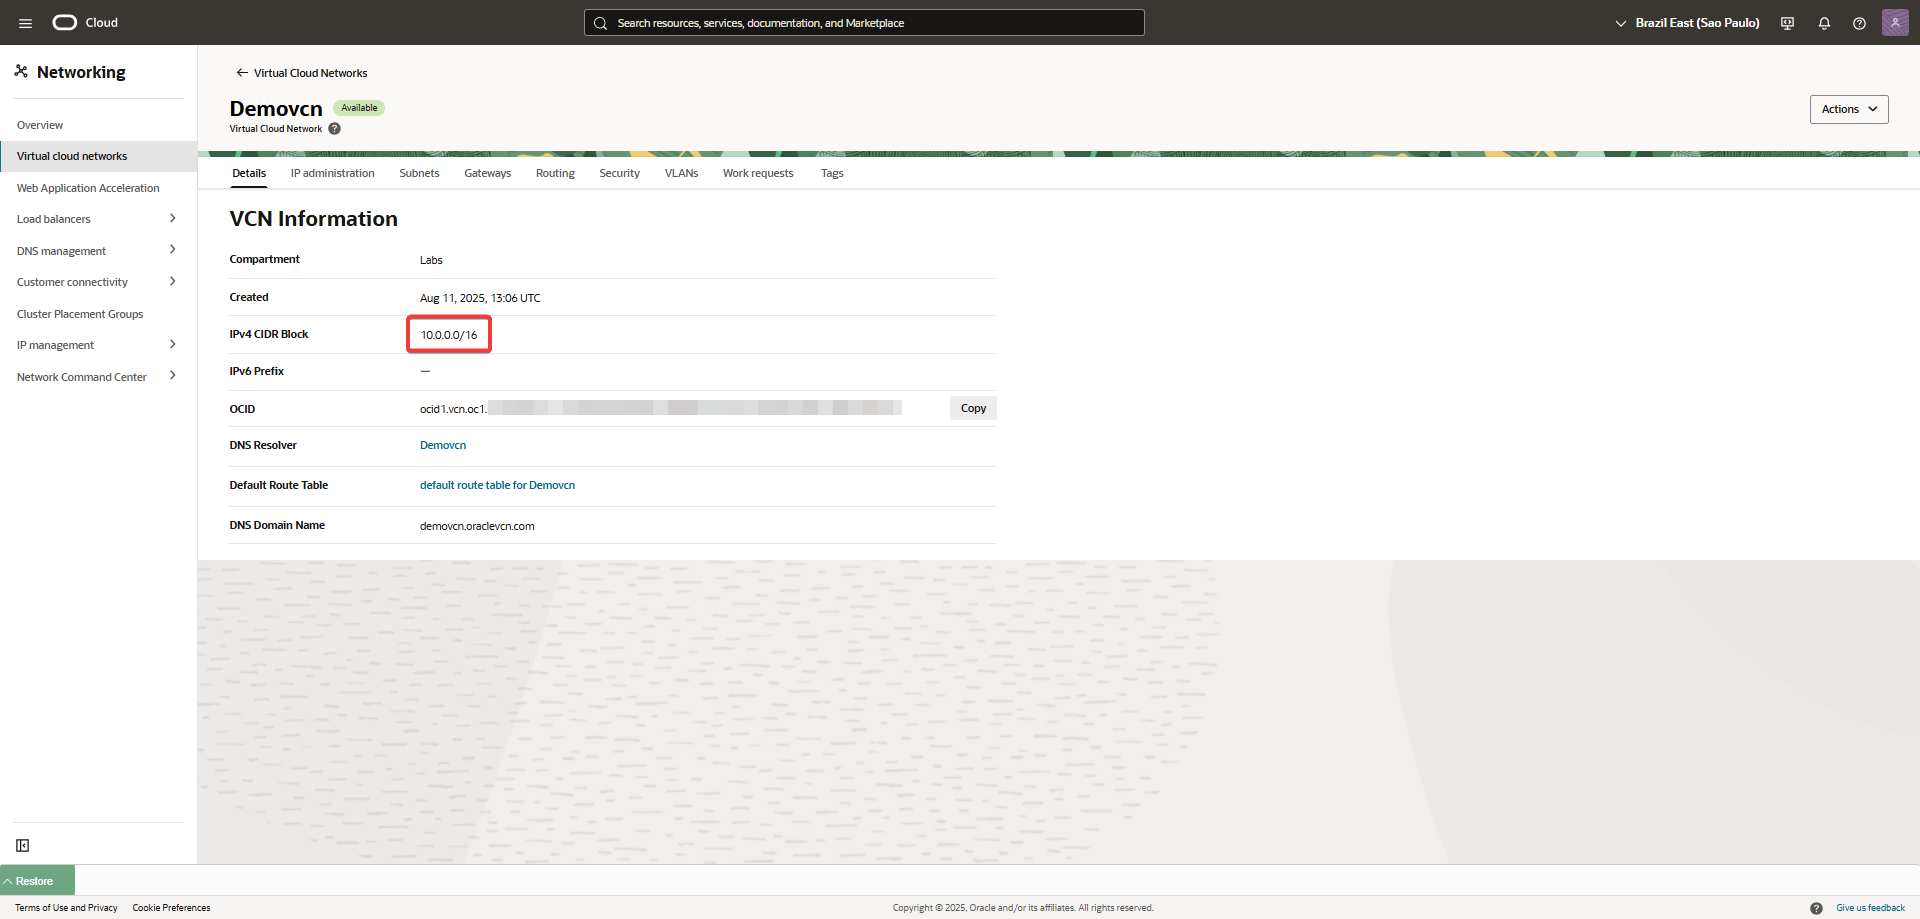 Cloud
Search resources, services, documentation, and Marketplace
Brazil East (Sao Paulo)
Networking
Overview
Virtual cloud networks
Web Application Acceleration
Load balancers
DNS management
Customer connectivity
Cluster Placement Groups
IP management
Network Command Center
Virtual Cloud Networks
Demovcn Available
Virtual Cloud Network ?
Actions
Details IP administration Subnets Gateways Routing Security VLANs Work requests Tags
VCN Information
Compartment Labs
Created Aug 11, 2025, 13:06 UTC
IPv4 CIDR Block 10.0.0.0/16
IPv6 Prefix —
OCID ocid1.vcn.oc1. Copy
DNS Resolver Demovcn
Default Route Table default route table for Demovcn
DNS Domain Name demovcn.oraclevcn.com
Restore
Terms of Use and Privacy Cookie Preferences Copyright © 2025, Oracle and/or its affiliates. All rights reserved. ? Give us feedback